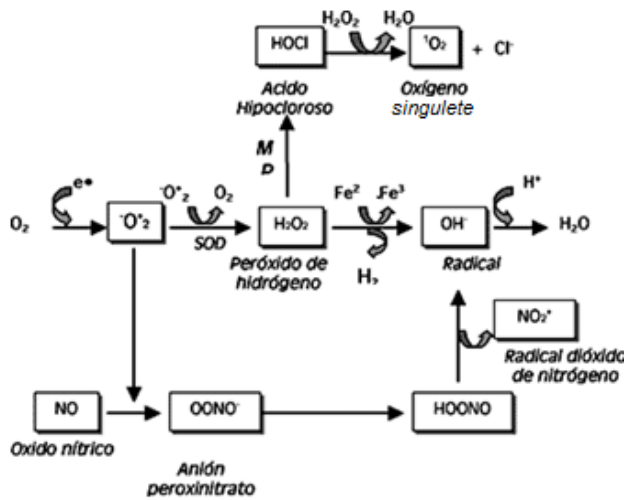 H₂O₂ H₂O
HOCl ¹O₂ + Cl⁻
Acido
Hipocloroso
Oxígeno
singulete
M
P
e•
⁻O•₂ O₂
Fe² .Fe³
H⁺
O₂ ⁻O•₂ H₂O₂ OH⁻ H₂O
SOD
Peróxido de
hidrógeno
H₂
Radical
NO₂•
Radical dióxido
de nitrógeno
NO OONO⁻ HOONO
Oxido nítrico
Anión
peroxinitrato